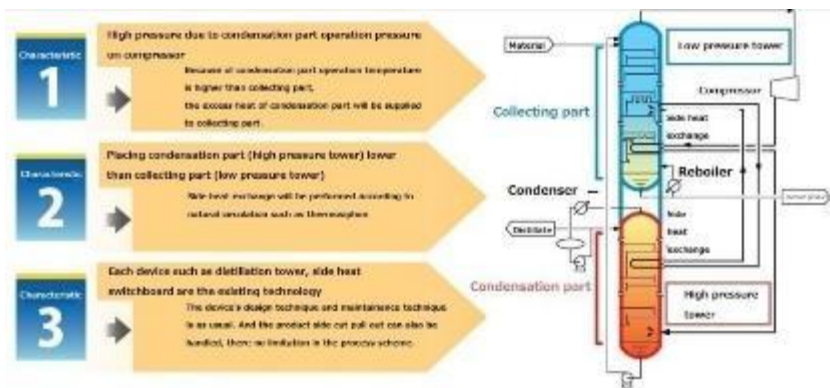 Characteristic
1
High pressure due to condensation part operation pressure
on compressor
Because of condensation part operation temperature
is higher than collecting part,
the excess heat of condensation part will be supplied
to collecting part.
Characteristic
2
Placing condensation part (high pressure tower) lower
than collecting part (low pressure tower)
Side heat exchange will be performed according to
natural circulation such as thermosiphon
Characteristic
3
Each device such as distillation tower, side heat
switchboard are the existing technology
The device's design technique and maintenance technique
is as usual. And the product side cut pull out can also be
handled, there no limitation in the process scheme.
Material
Low pressure tower
Compressor
Collecting part
Side heat
exchange
Reboiler
Condenser
Distillate
Side
heat
exchange
Condensation part
High pressure
tower